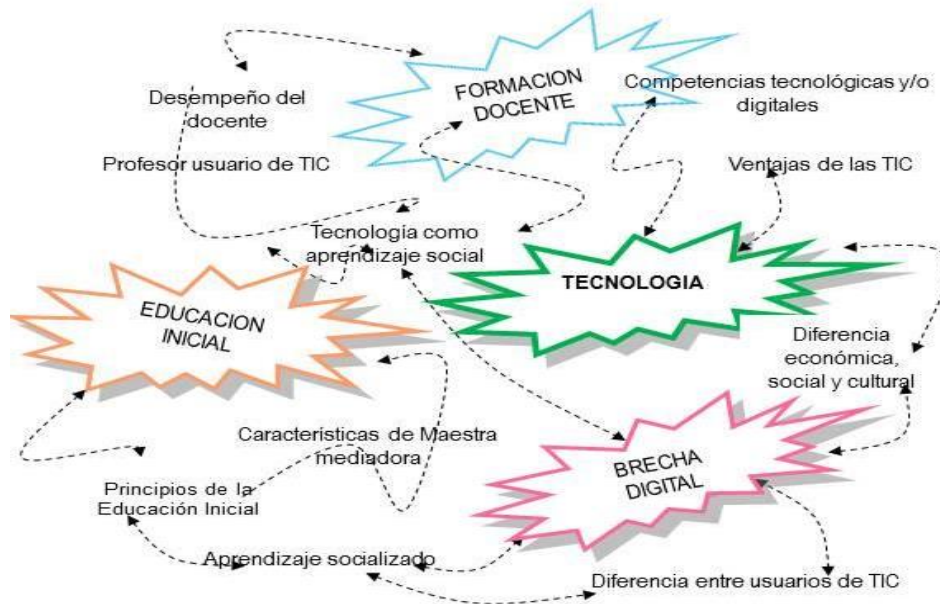 FORMACION
DOCENTE
Competencias tecnológicas y/o
digitales
Desempeño del
docente
Profesor usuario de TIC
Ventajas de las TIC
Tecnología como
aprendizaje social
TECNOLOGIA
EDUCACION
INICIAL
Diferencia
económica,
social y cultural
Características de Maestra
mediadora
BRECHA
DIGITAL
Principios de la
Educación Inicial
Aprendizaje socializado
Diferencia entre usuarios de TIC